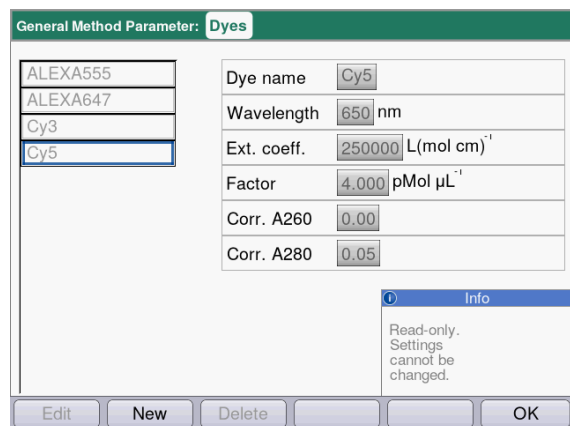 General Method Parameter: Dyes
ALEXA555
ALEXA647
Cy3
Cy5
Dye name Cy5
Wavelength 650 nm
Ext. coeff. 250000 L(mol cm)⁻¹
Factor 4.000 pMol µL⁻¹
Corr. A260 0.00
Corr. A280 0.05
Info
Read-only.
Settings
cannot be
changed.
Edit New Delete OK